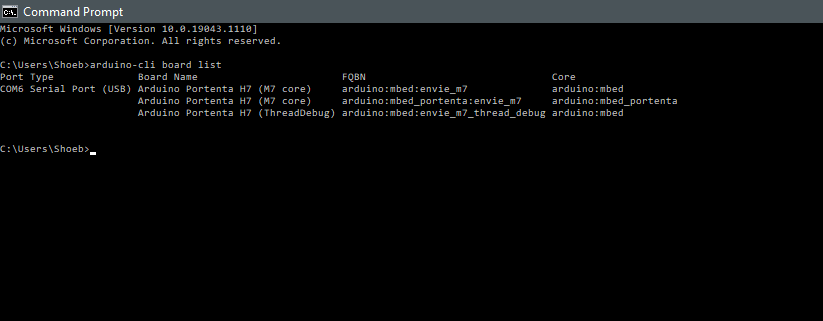 Command Prompt
Microsoft Windows [Version 10.0.19043.1110]
(c) Microsoft Corporation. All rights reserved.
C:\Users\Shoeb>arduino-cli board list
Port Type Board Name FQBN Core
COM6 Serial Port (USB) Arduino Portenta H7 (M7 core) arduino:mbed:envie_m7 arduino:mbed
Arduino Portenta H7 (M7 core) arduino:mbed_portenta:envie_m7 arduino:mbed_portenta
Arduino Portenta H7 (ThreadDebug) arduino:mbed:envie_m7_thread_debug arduino:mbed
C:\Users\Shoeb>